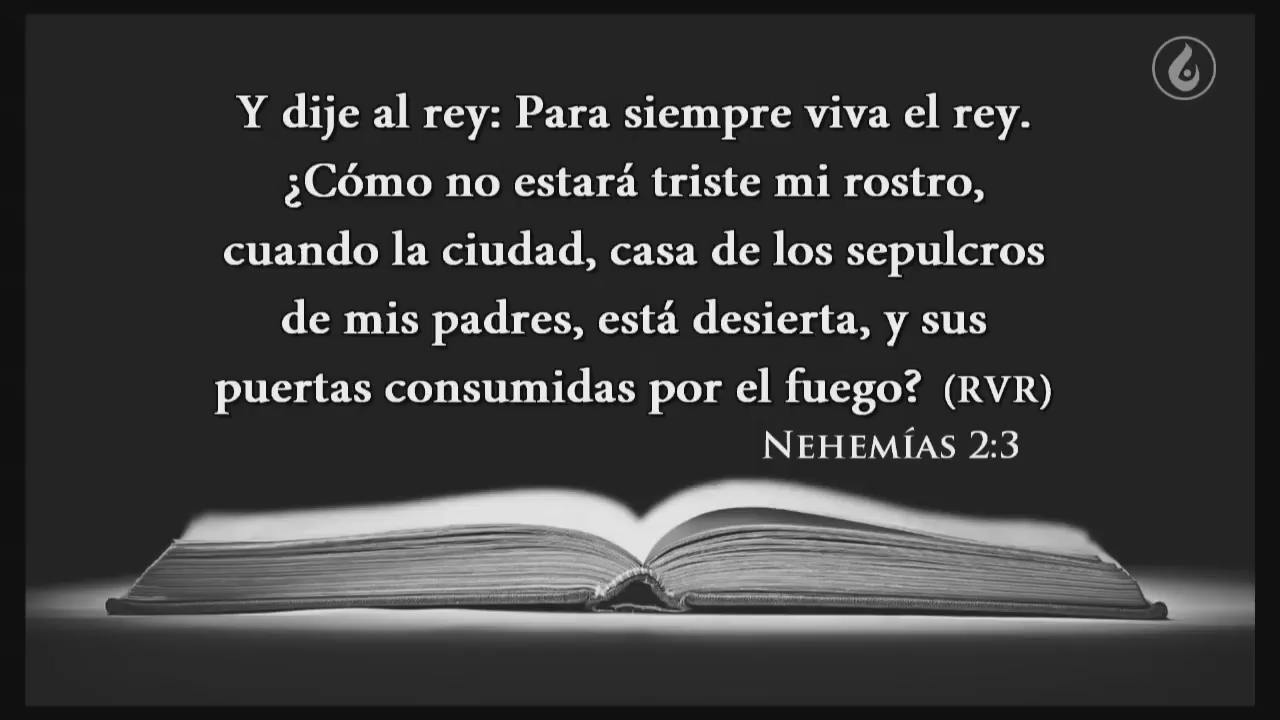 Y dije al rey: Para siempre viva el rey.
¿Cómo no estará triste mi rostro,
cuando la ciudad, casa de los sepulcros
de mis padres, está desierta, y sus
puertas consumidas por el fuego? (RVR)
Nehemías 2:3